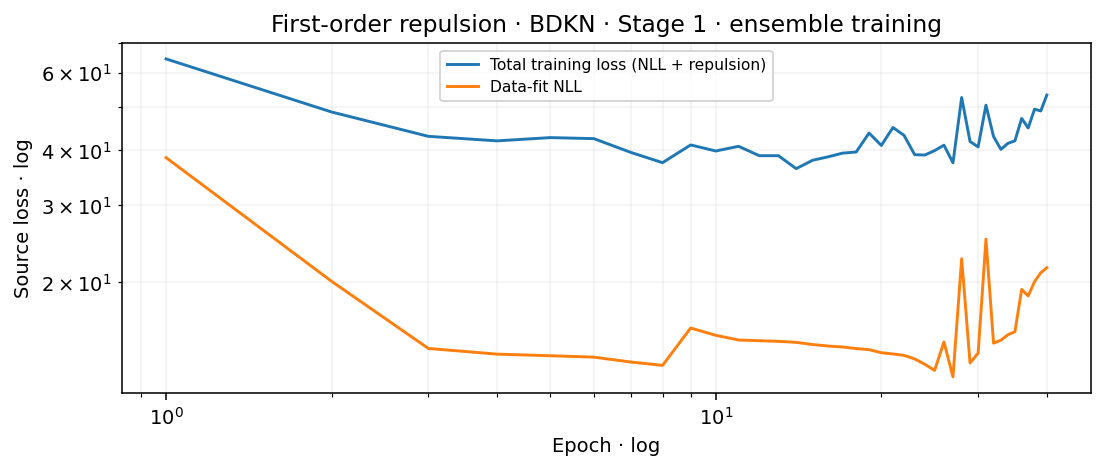 First-order repulsion · BDKN · Stage 1 · ensemble training
Total training loss (NLL + repulsion)
Data-fit NLL
Source loss · log
6 × 10¹
4 × 10¹
3 × 10¹
2 × 10¹
10⁰
10¹
Epoch · log